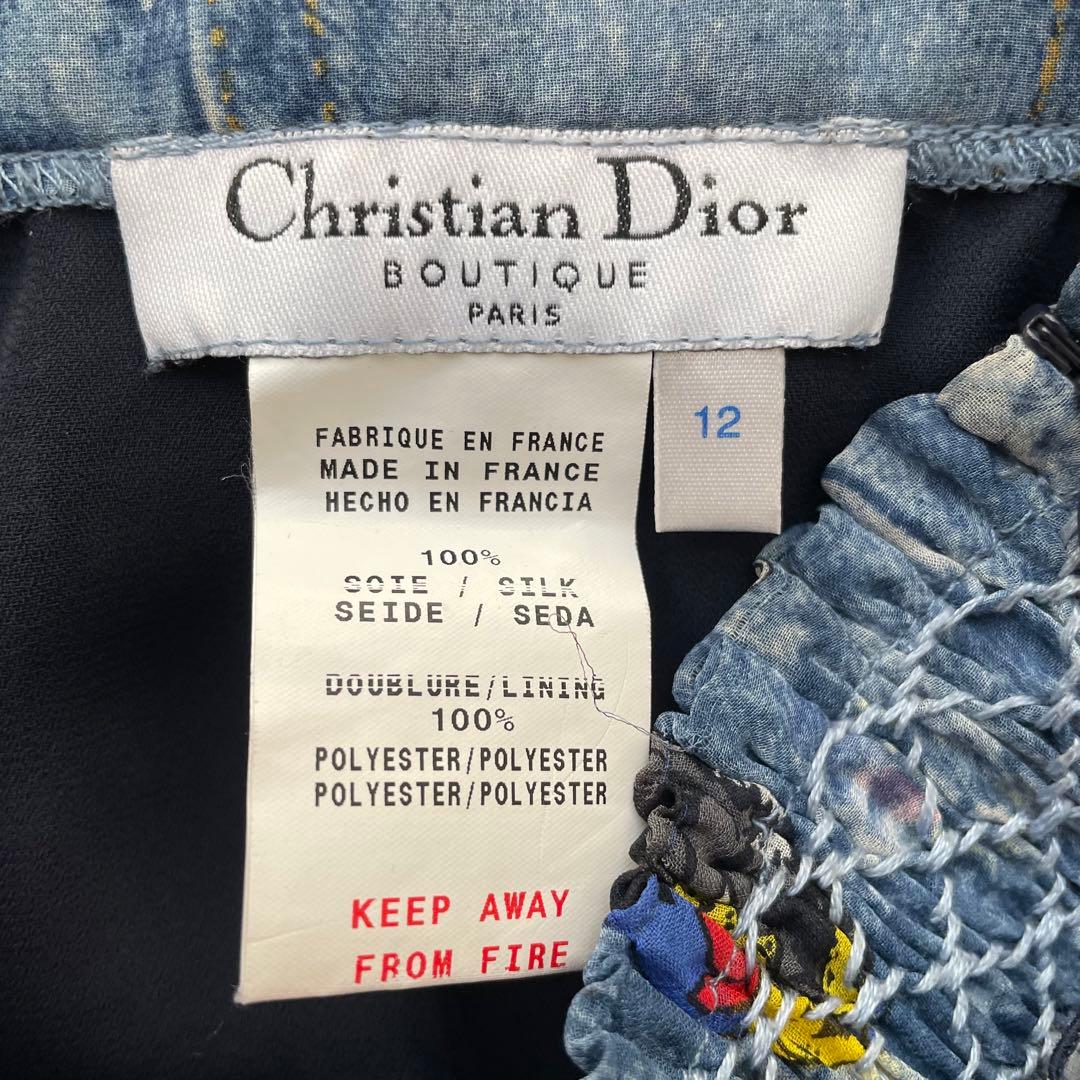 Christian Dior
BOUTIQUE
PARIS
12
FABRIQUE EN FRANCE
MADE IN FRANCE
HECHO EN FRANCIA
100%
SOIE / SILK
SEIDE / SEDA
DOUBLURE/LINING
100%
POLYESTER/POLYESTER
POLYESTER/POLYESTER
KEEP AWAY
FROM FIRE